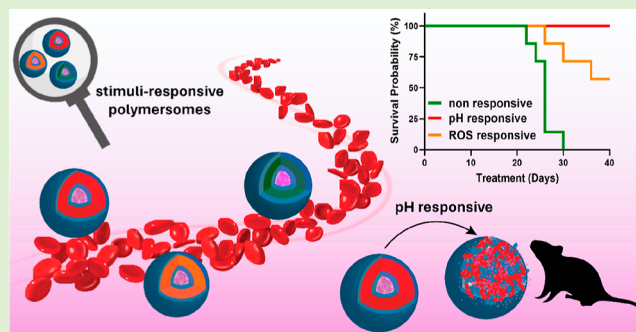 stimuli-responsive
polymersomes
Survival Probability (%)
100
75
50
25
0
non responsive
pH responsive
ROS responsive
0
10
20
30
40
Treatment (Days)
pH responsive